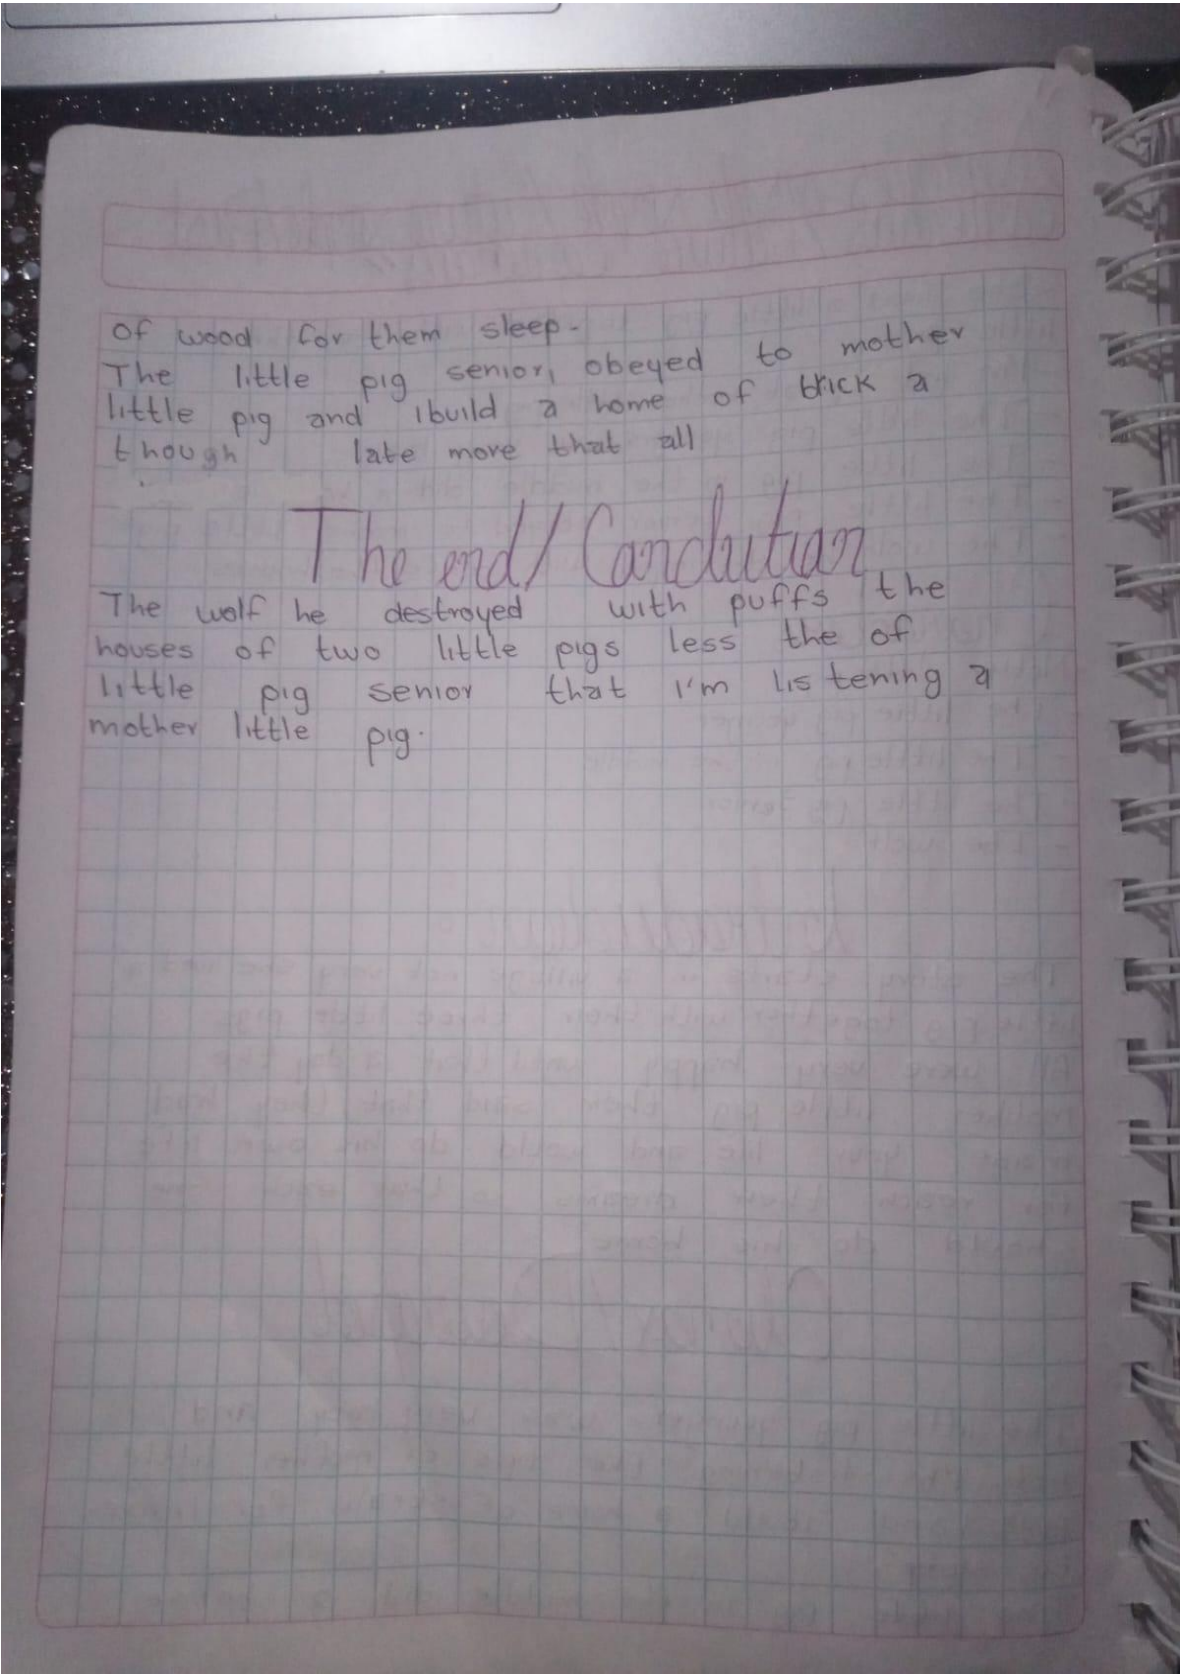 of wood for them sleep.
The little pig senior, obeyed to mother
little pig and ibuild a home of brick a
though late more that all
The end/Conclution
The wolf he destroyed with puffs the
houses of two little pigs less the of
little pig senior that I'm listening a
mother little pig.